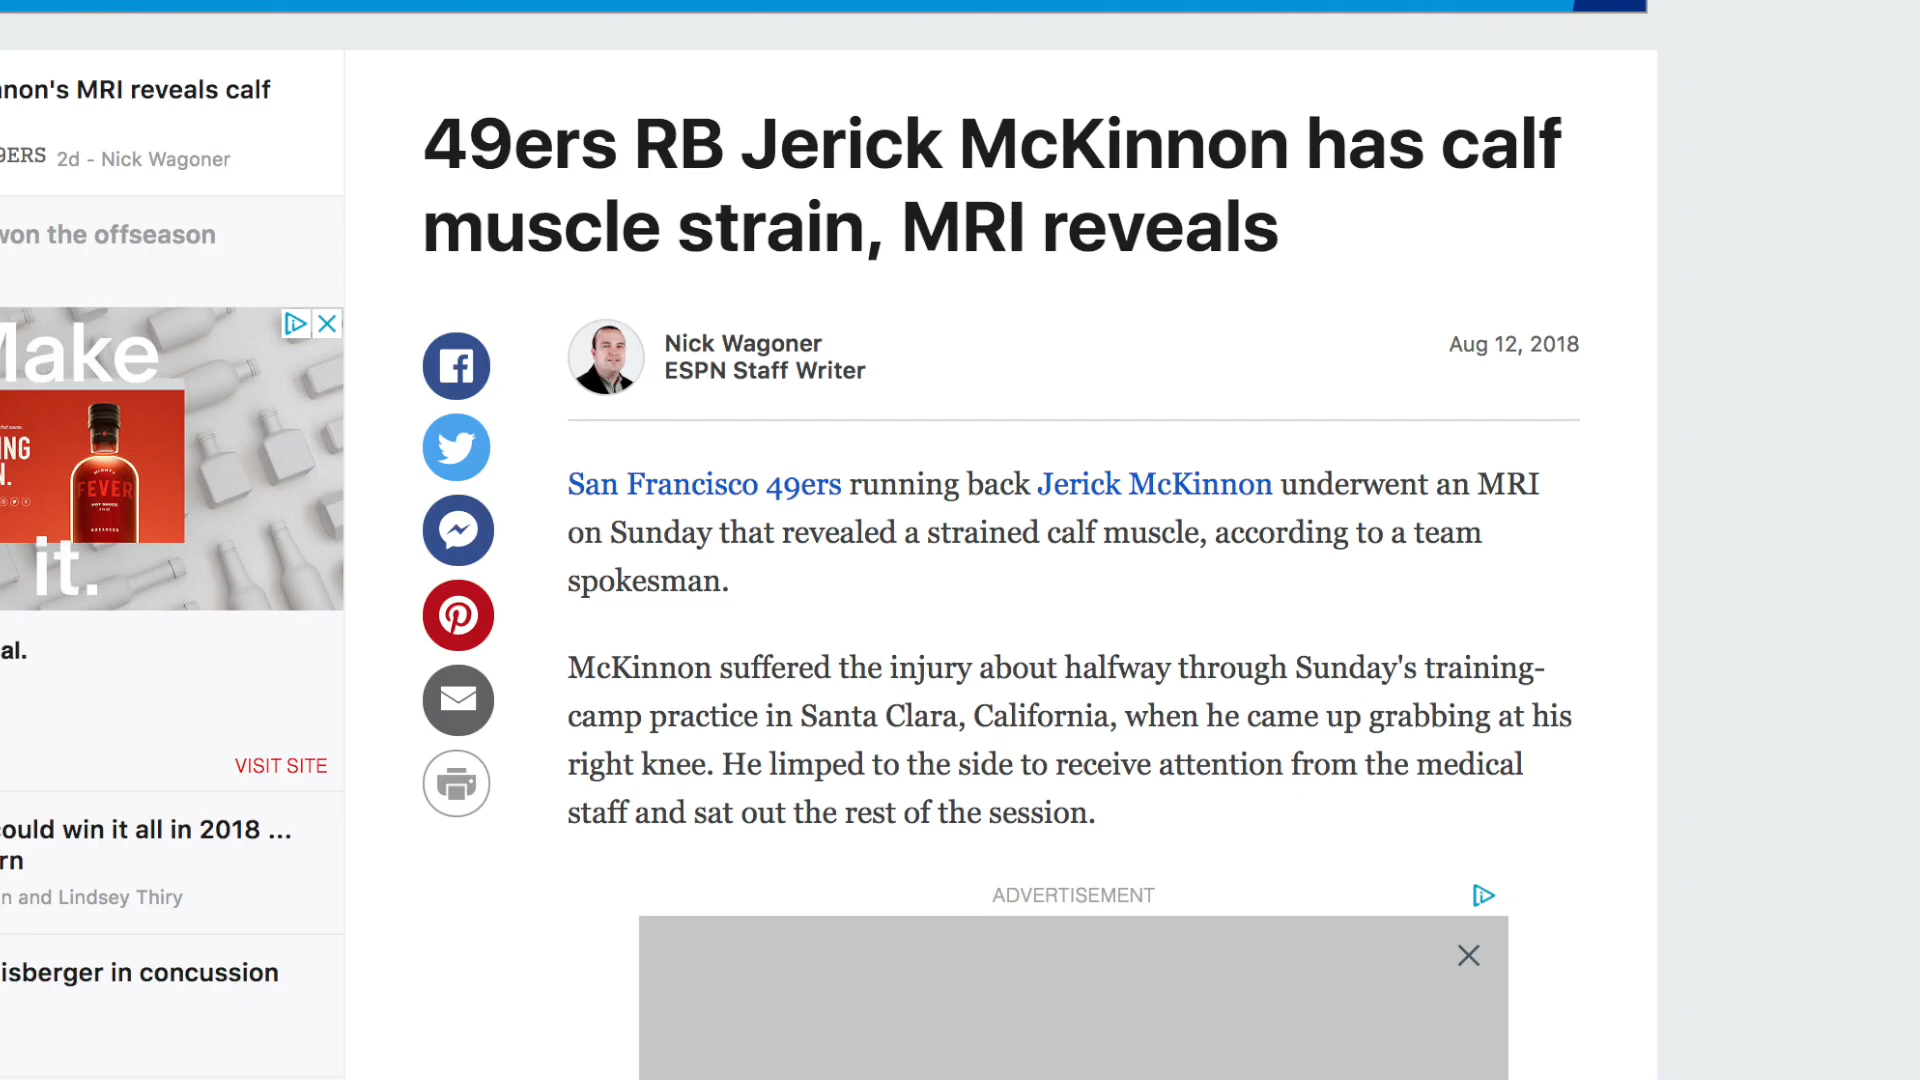 non's MRI reveals calf
9ERS 2d - Nick Wagoner
won the offseason
Make
FEVER
it.
al.
VISIT SITE
ould win it all in 2018 ...
rn
n and Lindsey Thiry
isberger in concussion
49ers RB Jerick McKinnon has calf
muscle strain, MRI reveals
Nick Wagoner
ESPN Staff Writer
Aug 12, 2018
San Francisco 49ers running back Jerick McKinnon underwent an MRI
on Sunday that revealed a strained calf muscle, according to a team
spokesman.
McKinnon suffered the injury about halfway through Sunday's training-
camp practice in Santa Clara, California, when he came up grabbing at his
right knee. He limped to the side to receive attention from the medical
staff and sat out the rest of the session.
ADVERTISEMENT